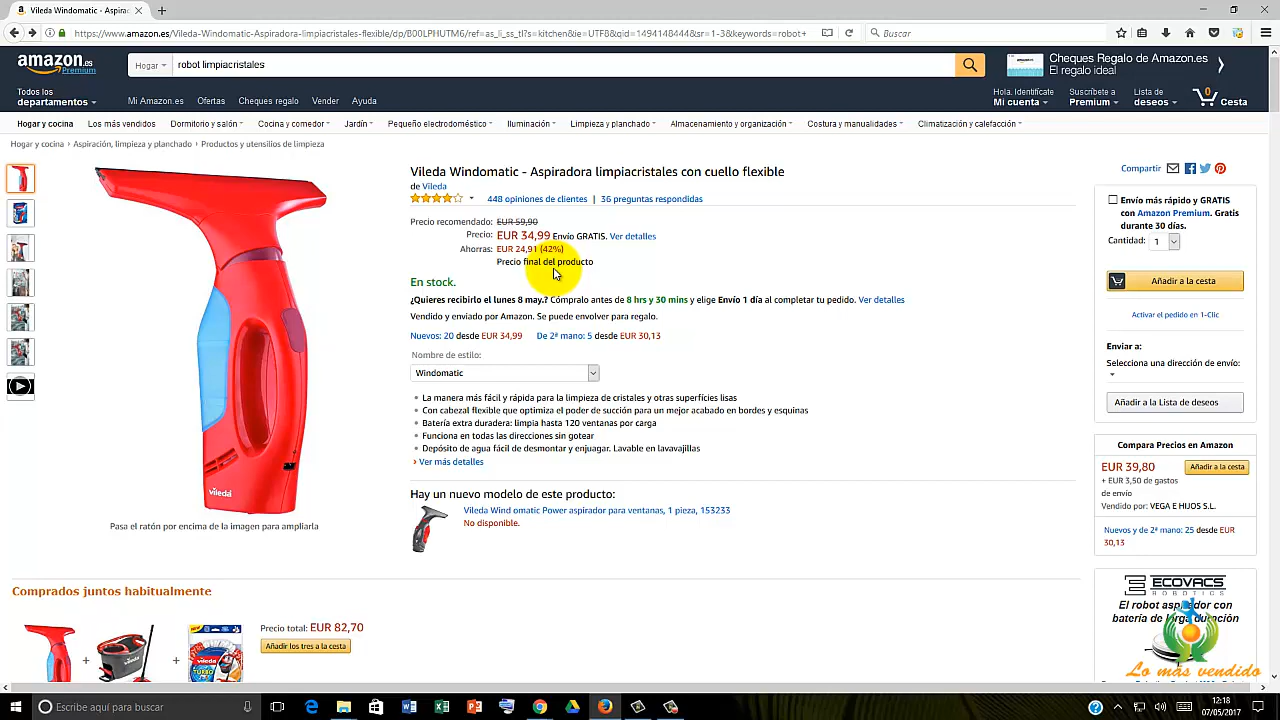 Vileda Windomatic - Aspirac
https://www.amazon.es/Vileda-Windomatic-Aspiradora-limpiacristales-flexible/dp/B00LPHUTM6/ref=as_li_ss_tl?s=kitchen&ie=UTF8&qid=1494148444&sr=1-3&keywords=robot+
Buscar
amazon.es
Premium
Hogar
robot limpiacristales
Cheques Regalo de Amazon.es
El regalo ideal
Todos los
departamentos
Mi Amazon.es Ofertas Cheques regalo Vender Ayuda
Hola. Identifícate
Mi cuenta
Suscríbete a
Premium
Lista de
deseos
0
Cesta
Hogar y cocina Los más vendidos Dormitorio y salón Cocina y comedor Jardín Pequeño electrodoméstico Iluminación Limpieza y planchado Almacenamiento y organización Costura y manualidades Climatización y calefacción
Hogar y cocina › Aspiración, limpieza y planchado › Productos y utensilios de limpieza
vileda
Pasa el ratón por encima de la imagen para ampliarla
Vileda Windomatic - Aspiradora limpiacristales con cuello flexible
de Vileda
448 opiniones de clientes | 36 preguntas respondidas
Precio recomendado: EUR 59,90
Precio: EUR 34,99 Envío GRATIS. Ver detalles
Ahorras: EUR 24,91 (42%)
Precio final del producto
En stock.
¿Quieres recibirlo el lunes 8 may.? Cómpralo antes de 8 hrs y 30 mins y elige Envío 1 día al completar tu pedido. Ver detalles
Vendido y enviado por Amazon. Se puede envolver para regalo.
Nuevos: 20 desde EUR 34,99 De 2ª mano: 5 desde EUR 30,13
Nombre de estilo:
Windomatic
La manera más fácil y rápida para la limpieza de cristales y otras superfícies lisas
Con cabezal flexible que optimiza el poder de succión para un mejor acabado en bordes y esquinas
Batería extra duradera: limpia hasta 120 ventanas por carga
Funciona en todas las direcciones sin gotear
Depósito de agua fácil de desmontar y enjuagar. Lavable en lavavajillas
› Ver más detalles
Hay un nuevo modelo de este producto:
Vileda Wind omatic Power aspirador para ventanas, 1 pieza, 153233
No disponible.
Compartir
Envío más rápido y GRATIS
con Amazon Premium. Gratis
durante 30 días.
Cantidad: 1
Añadir a la cesta
Activar el pedido en 1-Clic
Enviar a:
Selecciona una dirección de envío:
Añadir a la Lista de deseos
Compara Precios en Amazon
EUR 39,80
Añadir a la cesta
+ EUR 3,50 de gastos
de envío
Vendido por: VEGA E HIJOS S.L.
Nuevos y de 2ª mano: 25 desde EUR
30,13
ECOVACS
ROBOTICS
El robot aspirador con
batería de larga duración
Lo más vendido
Comprados juntos habitualmente
+ +
vileda
TURBO
Precio total: EUR 82,70
Añadir los tres a la cesta
Escribe aquí para buscar
12:18
07/05/2017